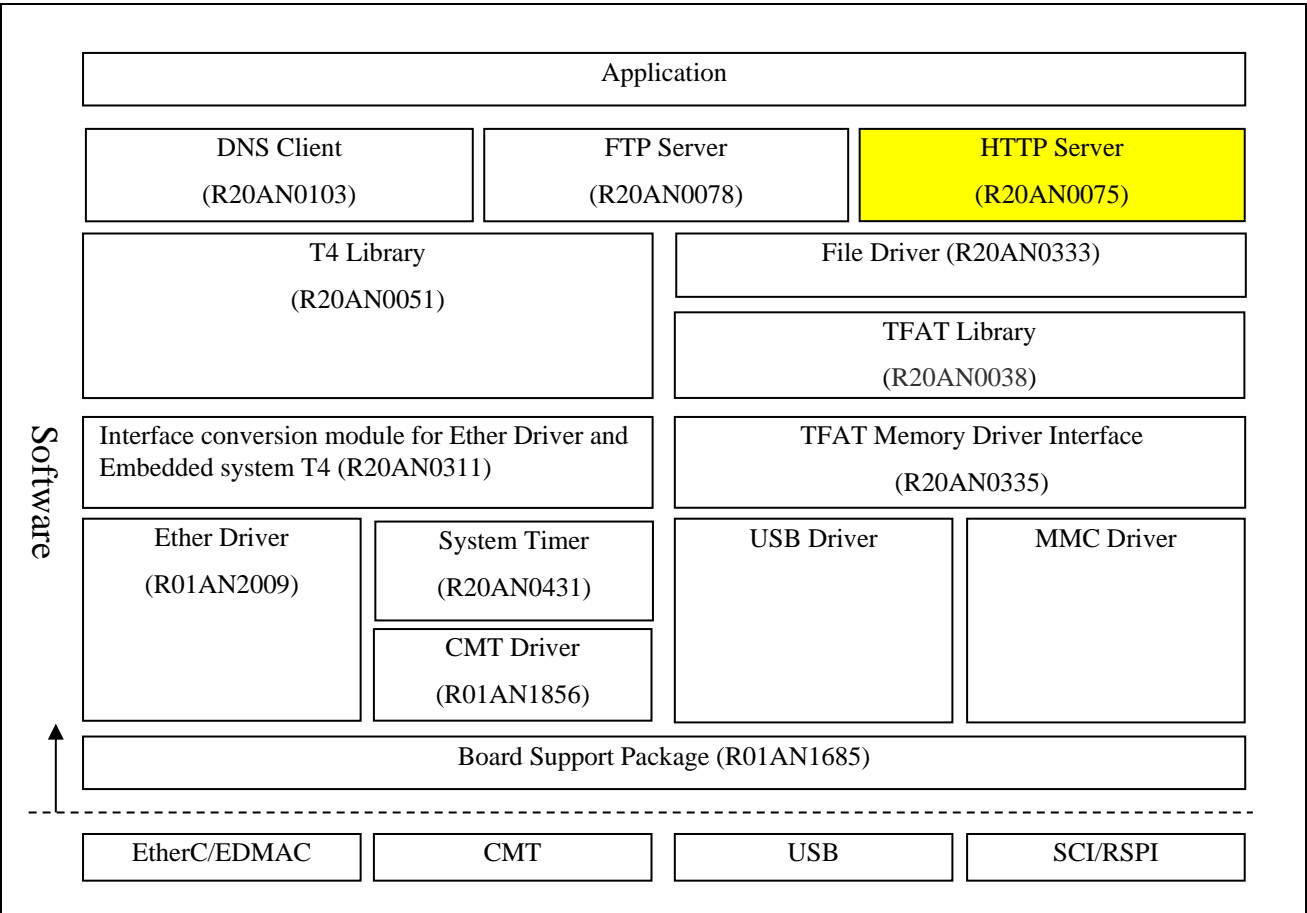 Application
DNS Client
(R20AN0103)
FTP Server
(R20AN0078)
HTTP Server
(R20AN0075)
T4 Library
(R20AN0051)
File Driver (R20AN0333)
TFAT Library
(R20AN0038)
Software
Interface conversion module for Ether Driver and
Embedded system T4 (R20AN0311)
TFAT Memory Driver Interface
(R20AN0335)
Ether Driver
(R01AN2009)
System Timer
(R20AN0431)
CMT Driver
(R01AN1856)
USB Driver
MMC Driver
Board Support Package (R01AN1685)
EtherC/EDMAC
CMT
USB
SCI/RSPI